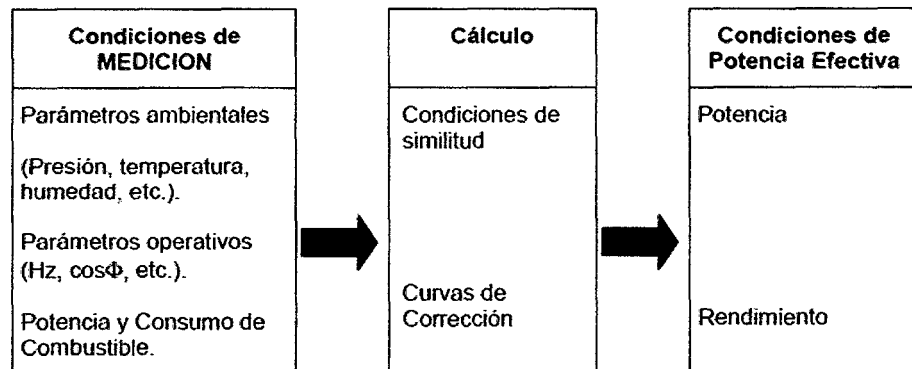 Condiciones de
MEDICION
Parámetros ambientales
(Presión, temperatura,
humedad, etc.).
Parámetros operativos
(Hz, cosΦ, etc.).
Potencia y Consumo de
Combustible.
Cálculo
Condiciones de
similitud
Curvas de
Corrección
Condiciones de
Potencia Efectiva
Potencia
Rendimiento